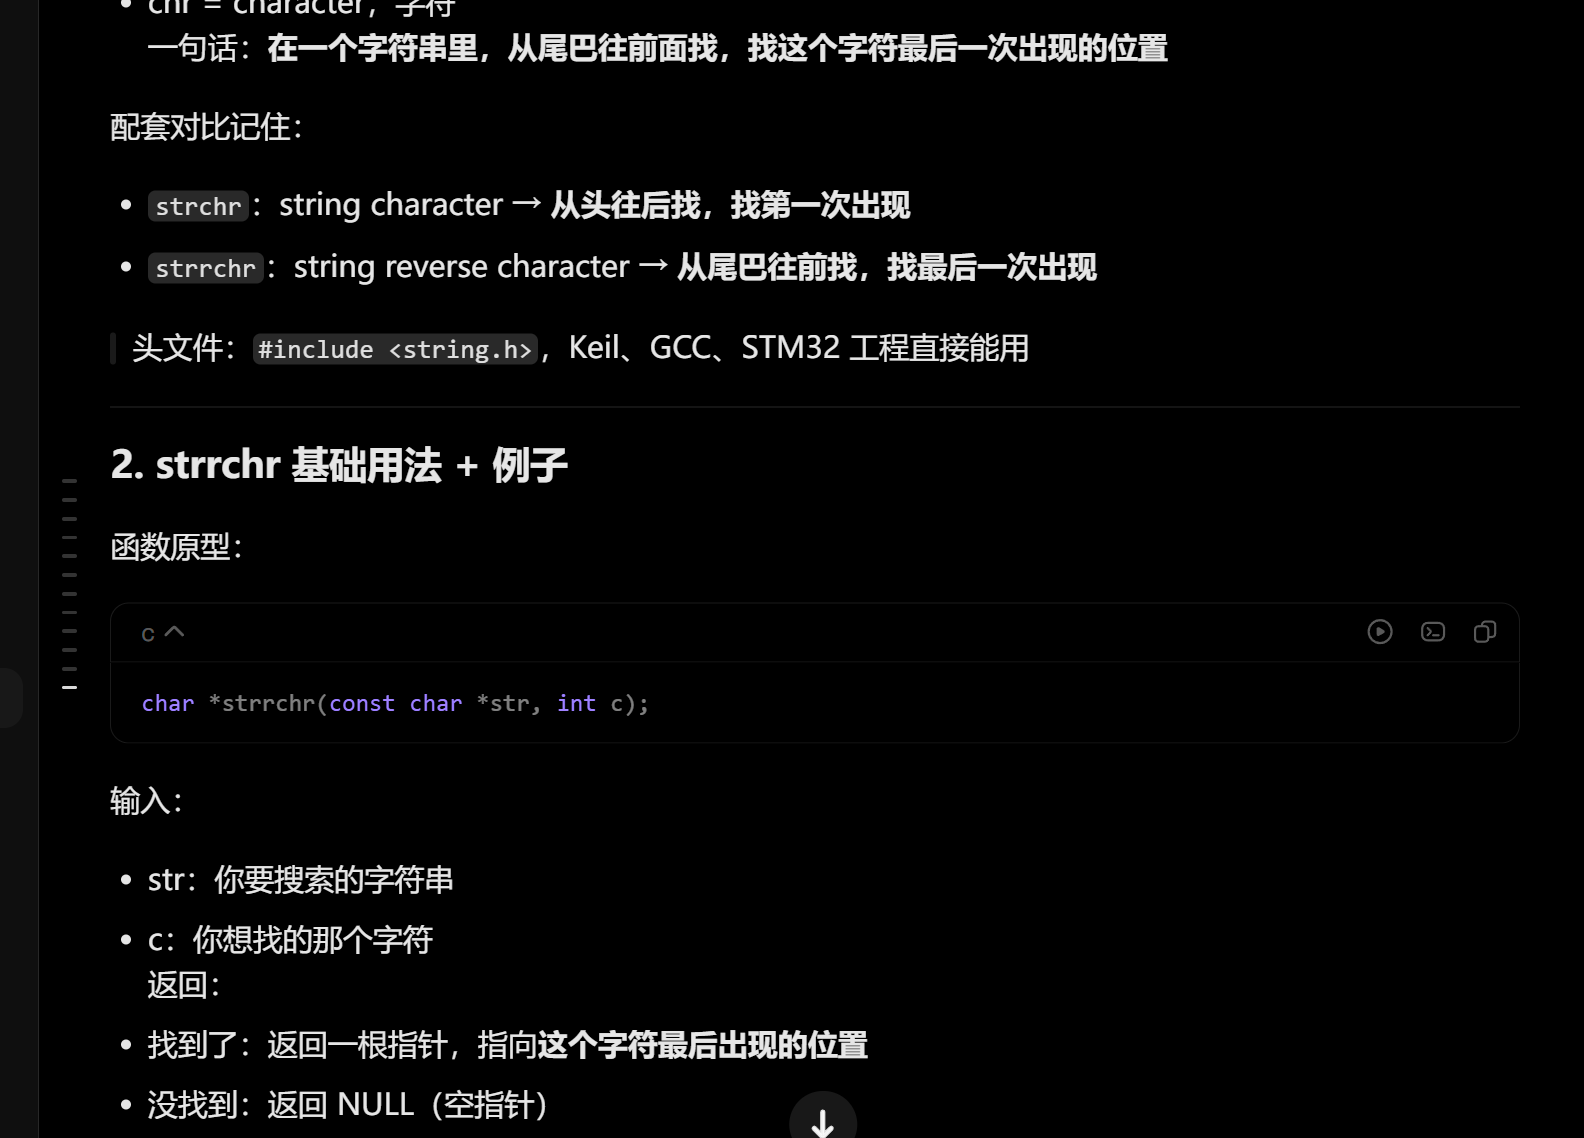 chr = character，字符
一句话：在一个字符串里，从尾巴往前面找，找这个字符最后一次出现的位置
配套对比记住：
strchr：string character → 从头往后找，找第一次出现
strrchr：string reverse character → 从尾巴往前找，找最后一次出现
头文件：#include <string.h>，Keil、GCC、STM32 工程直接能用
2. strrchr 基础用法 + 例子
函数原型：
c
char *strrchr(const char *str, int c);
输入：
str：你要搜索的字符串
c：你想找的那个字符
返回：
找到了：返回一根指针，指向这个字符最后出现的位置
没找到：返回 NULL（空指针）